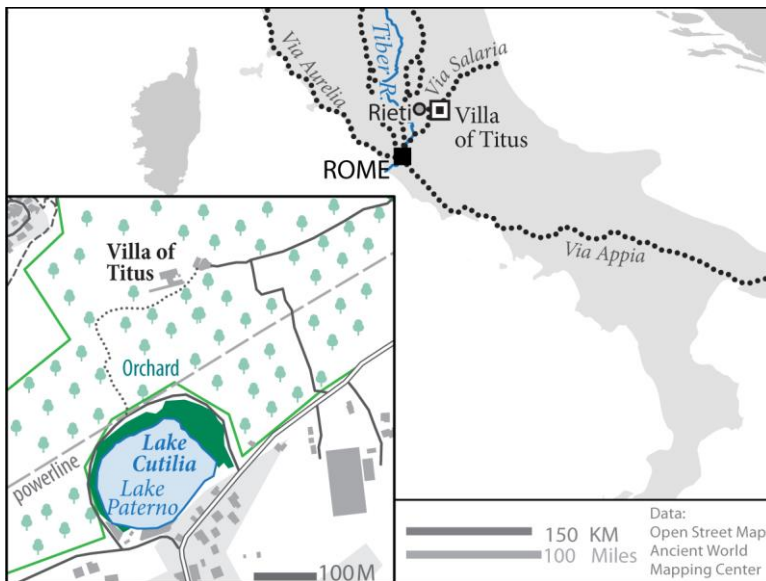 Via Aurelia
Tiber R.
Via Salaria
Rieti
Villa
of Titus
ROME
Via Appia
Villa of
Titus
Orchard
powerline
Lake
Cutilia
Lake
Paterno
100 M
150 KM
100 Miles
Data:
Open Street Map
Ancient World
Mapping Center